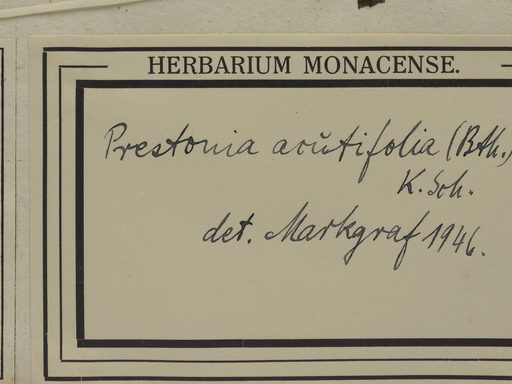 HERBARIUM MONACENSE.
Prestonia acutifolia (Bth.)
K. Sch.
det. Markgraf 1946.